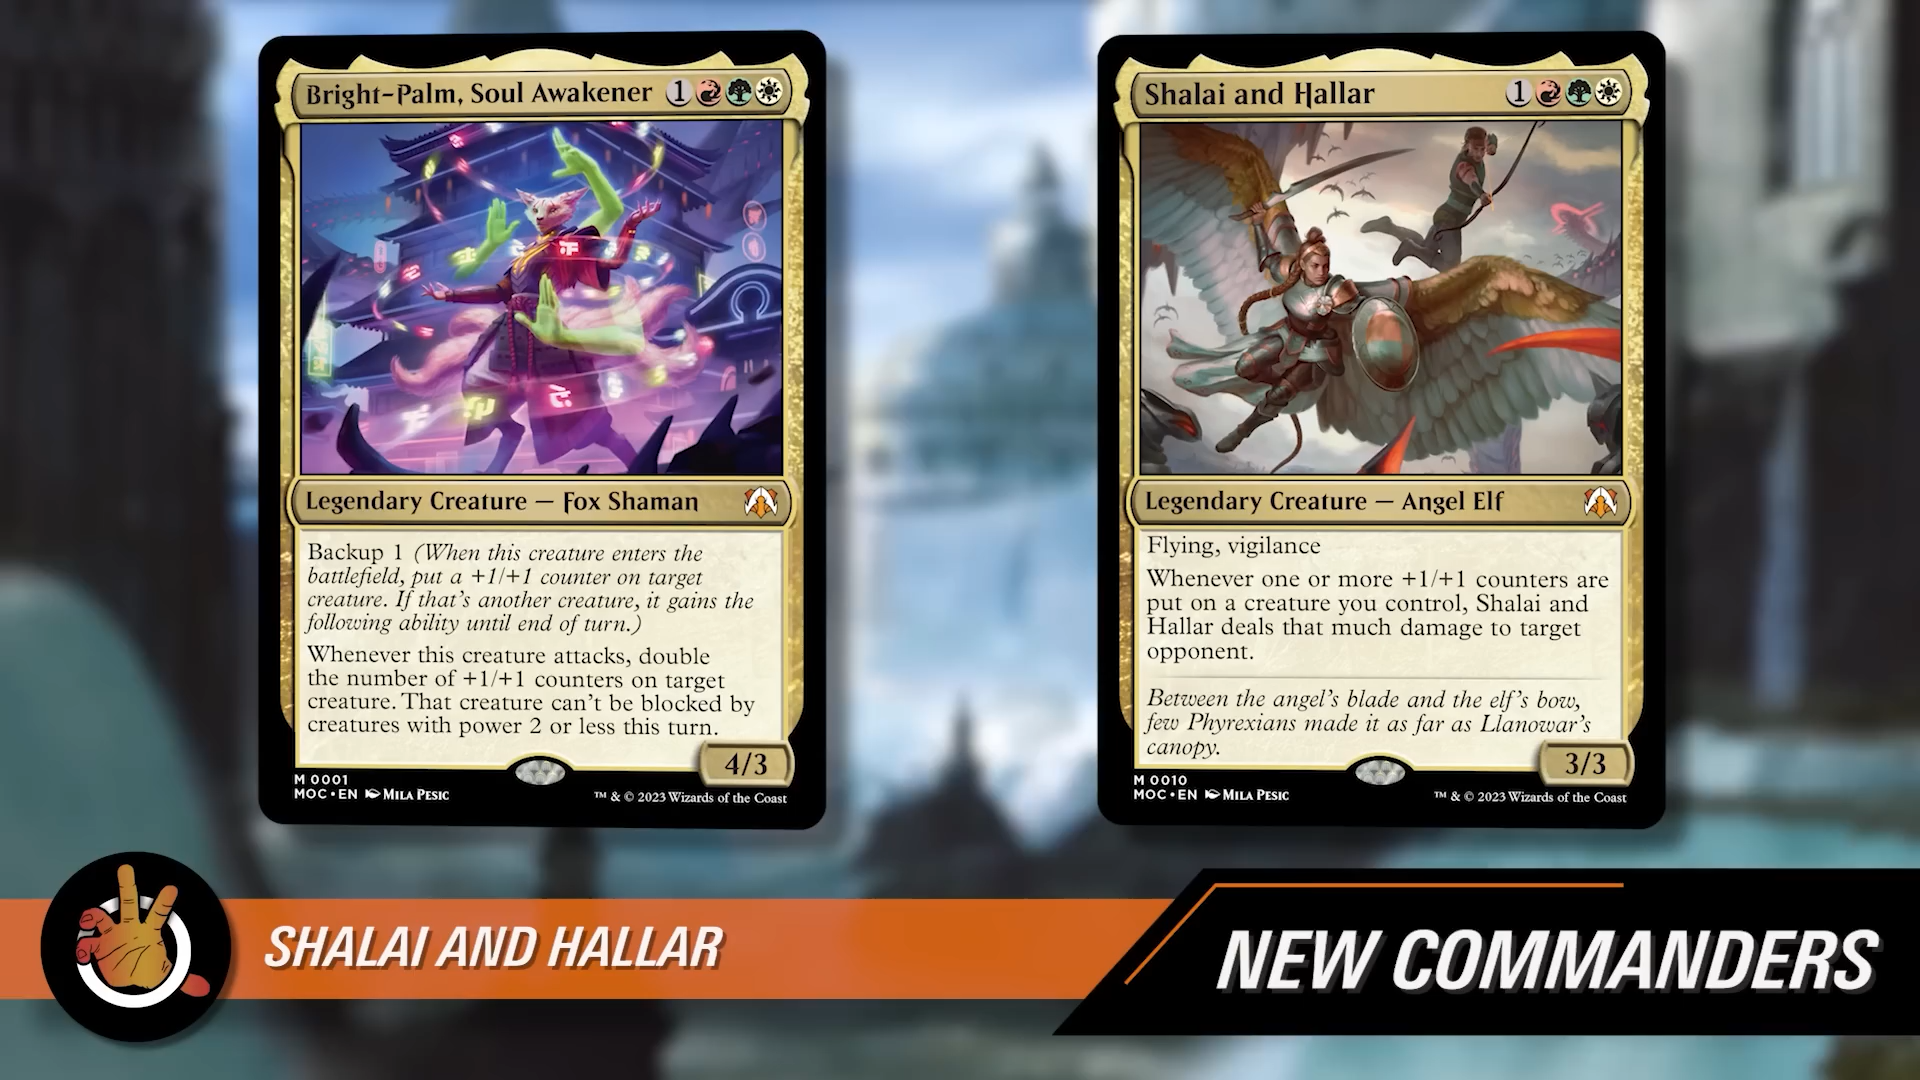 Bright-Palm, Soul Awakener 1
Legendary Creature — Fox Shaman
Backup 1 (When this creature enters the
battlefield, put a +1/+1 counter on target
creature. If that's another creature, it gains the
following ability until end of turn.)
Whenever this creature attacks, double
the number of +1/+1 counters on target
creature. That creature can't be blocked by
creatures with power 2 or less this turn.
4/3
M 0001
MOC • EN Mila Pesic
™ & © 2023 Wizards of the Coast
Shalai and Hallar 1
Legendary Creature — Angel Elf
Flying, vigilance
Whenever one or more +1/+1 counters are
put on a creature you control, Shalai and
Hallar deals that much damage to target
opponent.
Between the angel's blade and the elf's bow,
few Phyrexians made it as far as Llanowar's
canopy.
3/3
M 0010
MOC • EN Mila Pesic
™ & © 2023 Wizards of the Coast
SHALAI AND HALLAR
NEW COMMANDERS